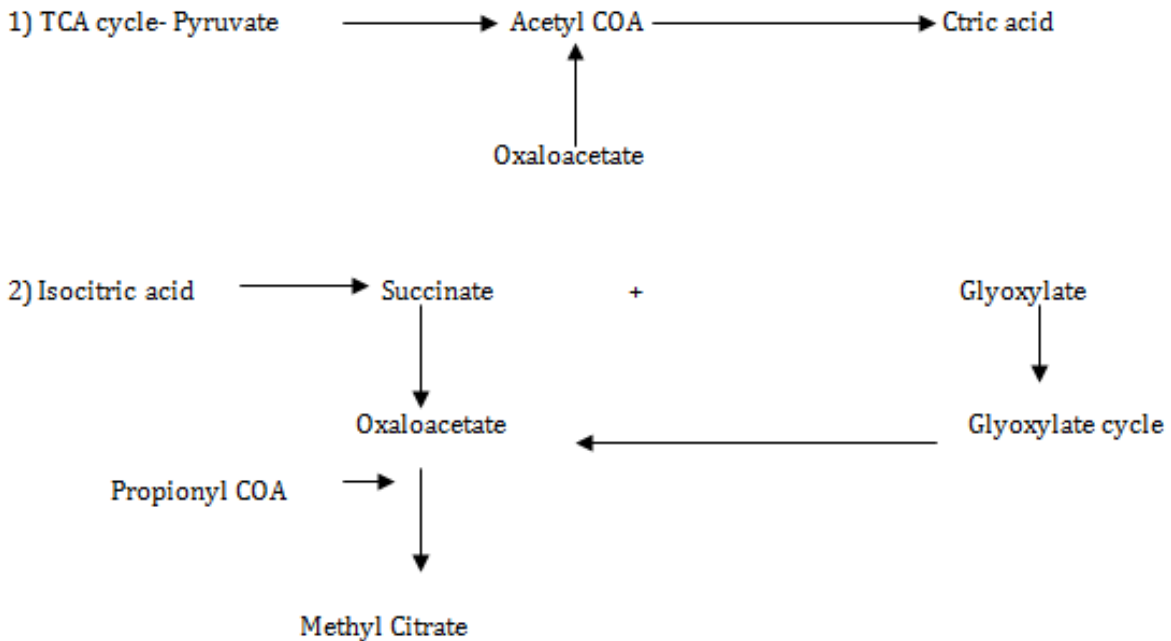 1) TCA cycle- Pyruvate Acetyl COA Ctric acid
Oxaloacetate
2) Isocitric acid Succinate + Glyoxylate
Oxaloacetate Glyoxylate cycle
Propionyl COA
Methyl Citrate